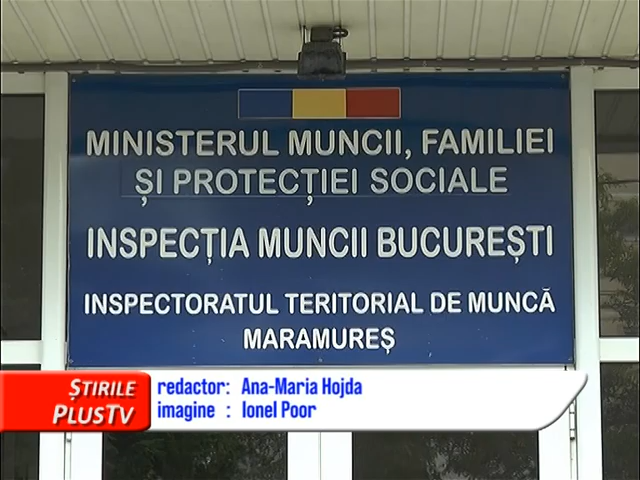 MINISTERUL MUNCII, FAMILIEI
ȘI PROTECȚIEI SOCIALE
INSPECȚIA MUNCII BUCUREȘTI
INSPECTORATUL TERITORIAL DE MUNCĂ
MARAMUREȘ
ȘTIRILE
PLUSTV
redactor: Ana-Maria Hojda
imagine : Ionel Poor